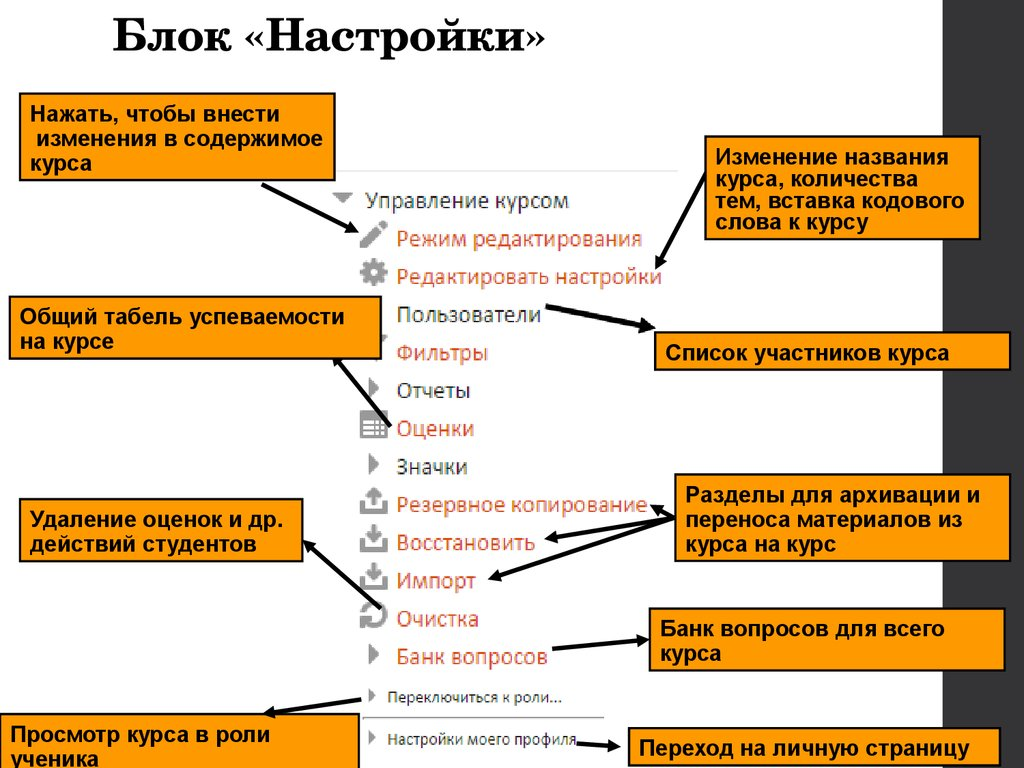 Блок «Настройки»
Нажать, чтобы внести
изменения в содержимое
курса
Изменение названия
курса, количества
тем, вставка кодового
слова к курсу
Управление курсом
Режим редактирования
Редактировать настройки
Общий табель успеваемости
на курсе
Пользователи
Список участников курса
Фильтры
Отчеты
Оценки
Значки
Резервное копирование
Разделы для архивации и
переноса материалов из
курса на курс
Удаление оценок и др.
действий студентов
Восстановить
Импорт
Очистка
Банк вопросов
Банк вопросов для всего
курса
Переключиться к роли...
Просмотр курса в роли
ученика
Настройки моего профиля
Переход на личную страницу